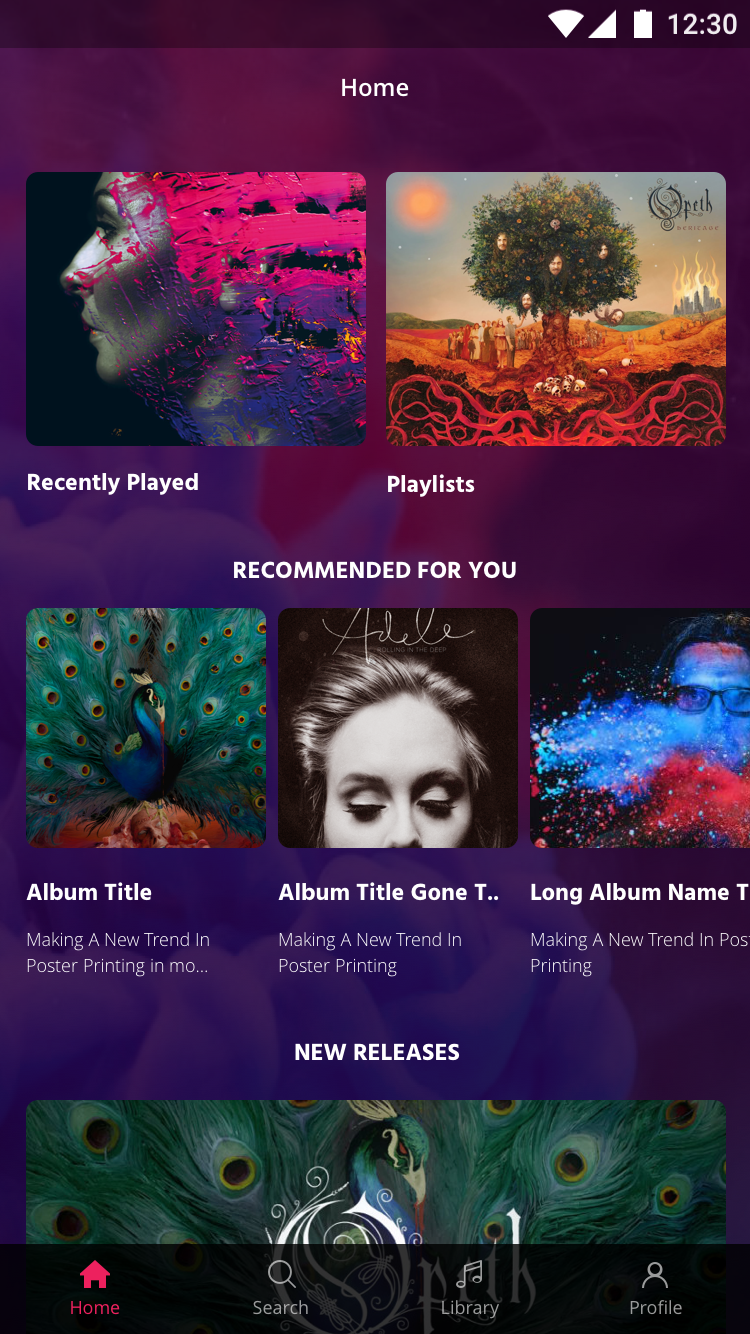 12:30
Home
Opeth
HERITAGE
Recently Played
Playlists
RECOMMENDED FOR YOU
Adele
ROLLING IN THE DEEP
Album Title
Album Title Gone T..
Long Album Name T
Making A New Trend In
Poster Printing in mo...
Making A New Trend In
Poster Printing
Making A New Trend In Pos
Printing
NEW RELEASES
Opeth
Home
Search
Library
Profile